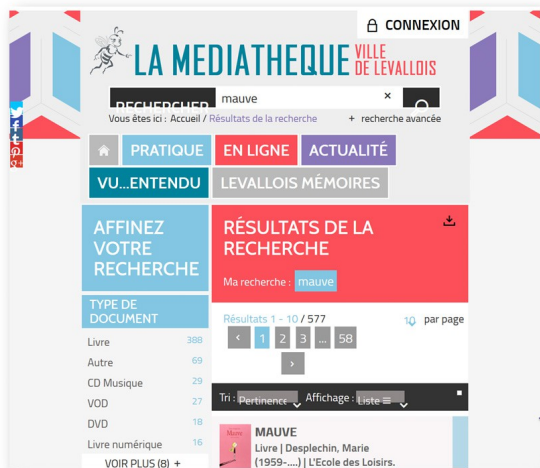 CONNEXION
LA MEDIATHEQUE VILLE DE LEVALLOIS
RECHERCHER mauve ×
Vous êtes ici : Accueil / Résultats de la recherche + recherche avancée
PRATIQUE EN LIGNE ACTUALITÉ
VU...ENTENDU LEVALLOIS MÉMOIRES
AFFINEZ
VOTRE
RECHERCHE
TYPE DE
DOCUMENT
Livre 388
Autre 69
CD Musique 29
VOD 27
DVD 18
Livre numérique 16
VOIR PLUS (8) +
RÉSULTATS DE LA
RECHERCHE
Ma recherche : mauve
Résultats 1 - 10 / 577
10 par page
‹ 1 2 3 ... 58
›
Tri : Pertinence Affichage : Liste
MAUVE
Livre | Desplechin, Marie
(1959-....) | L'Ecole des Loisirs.